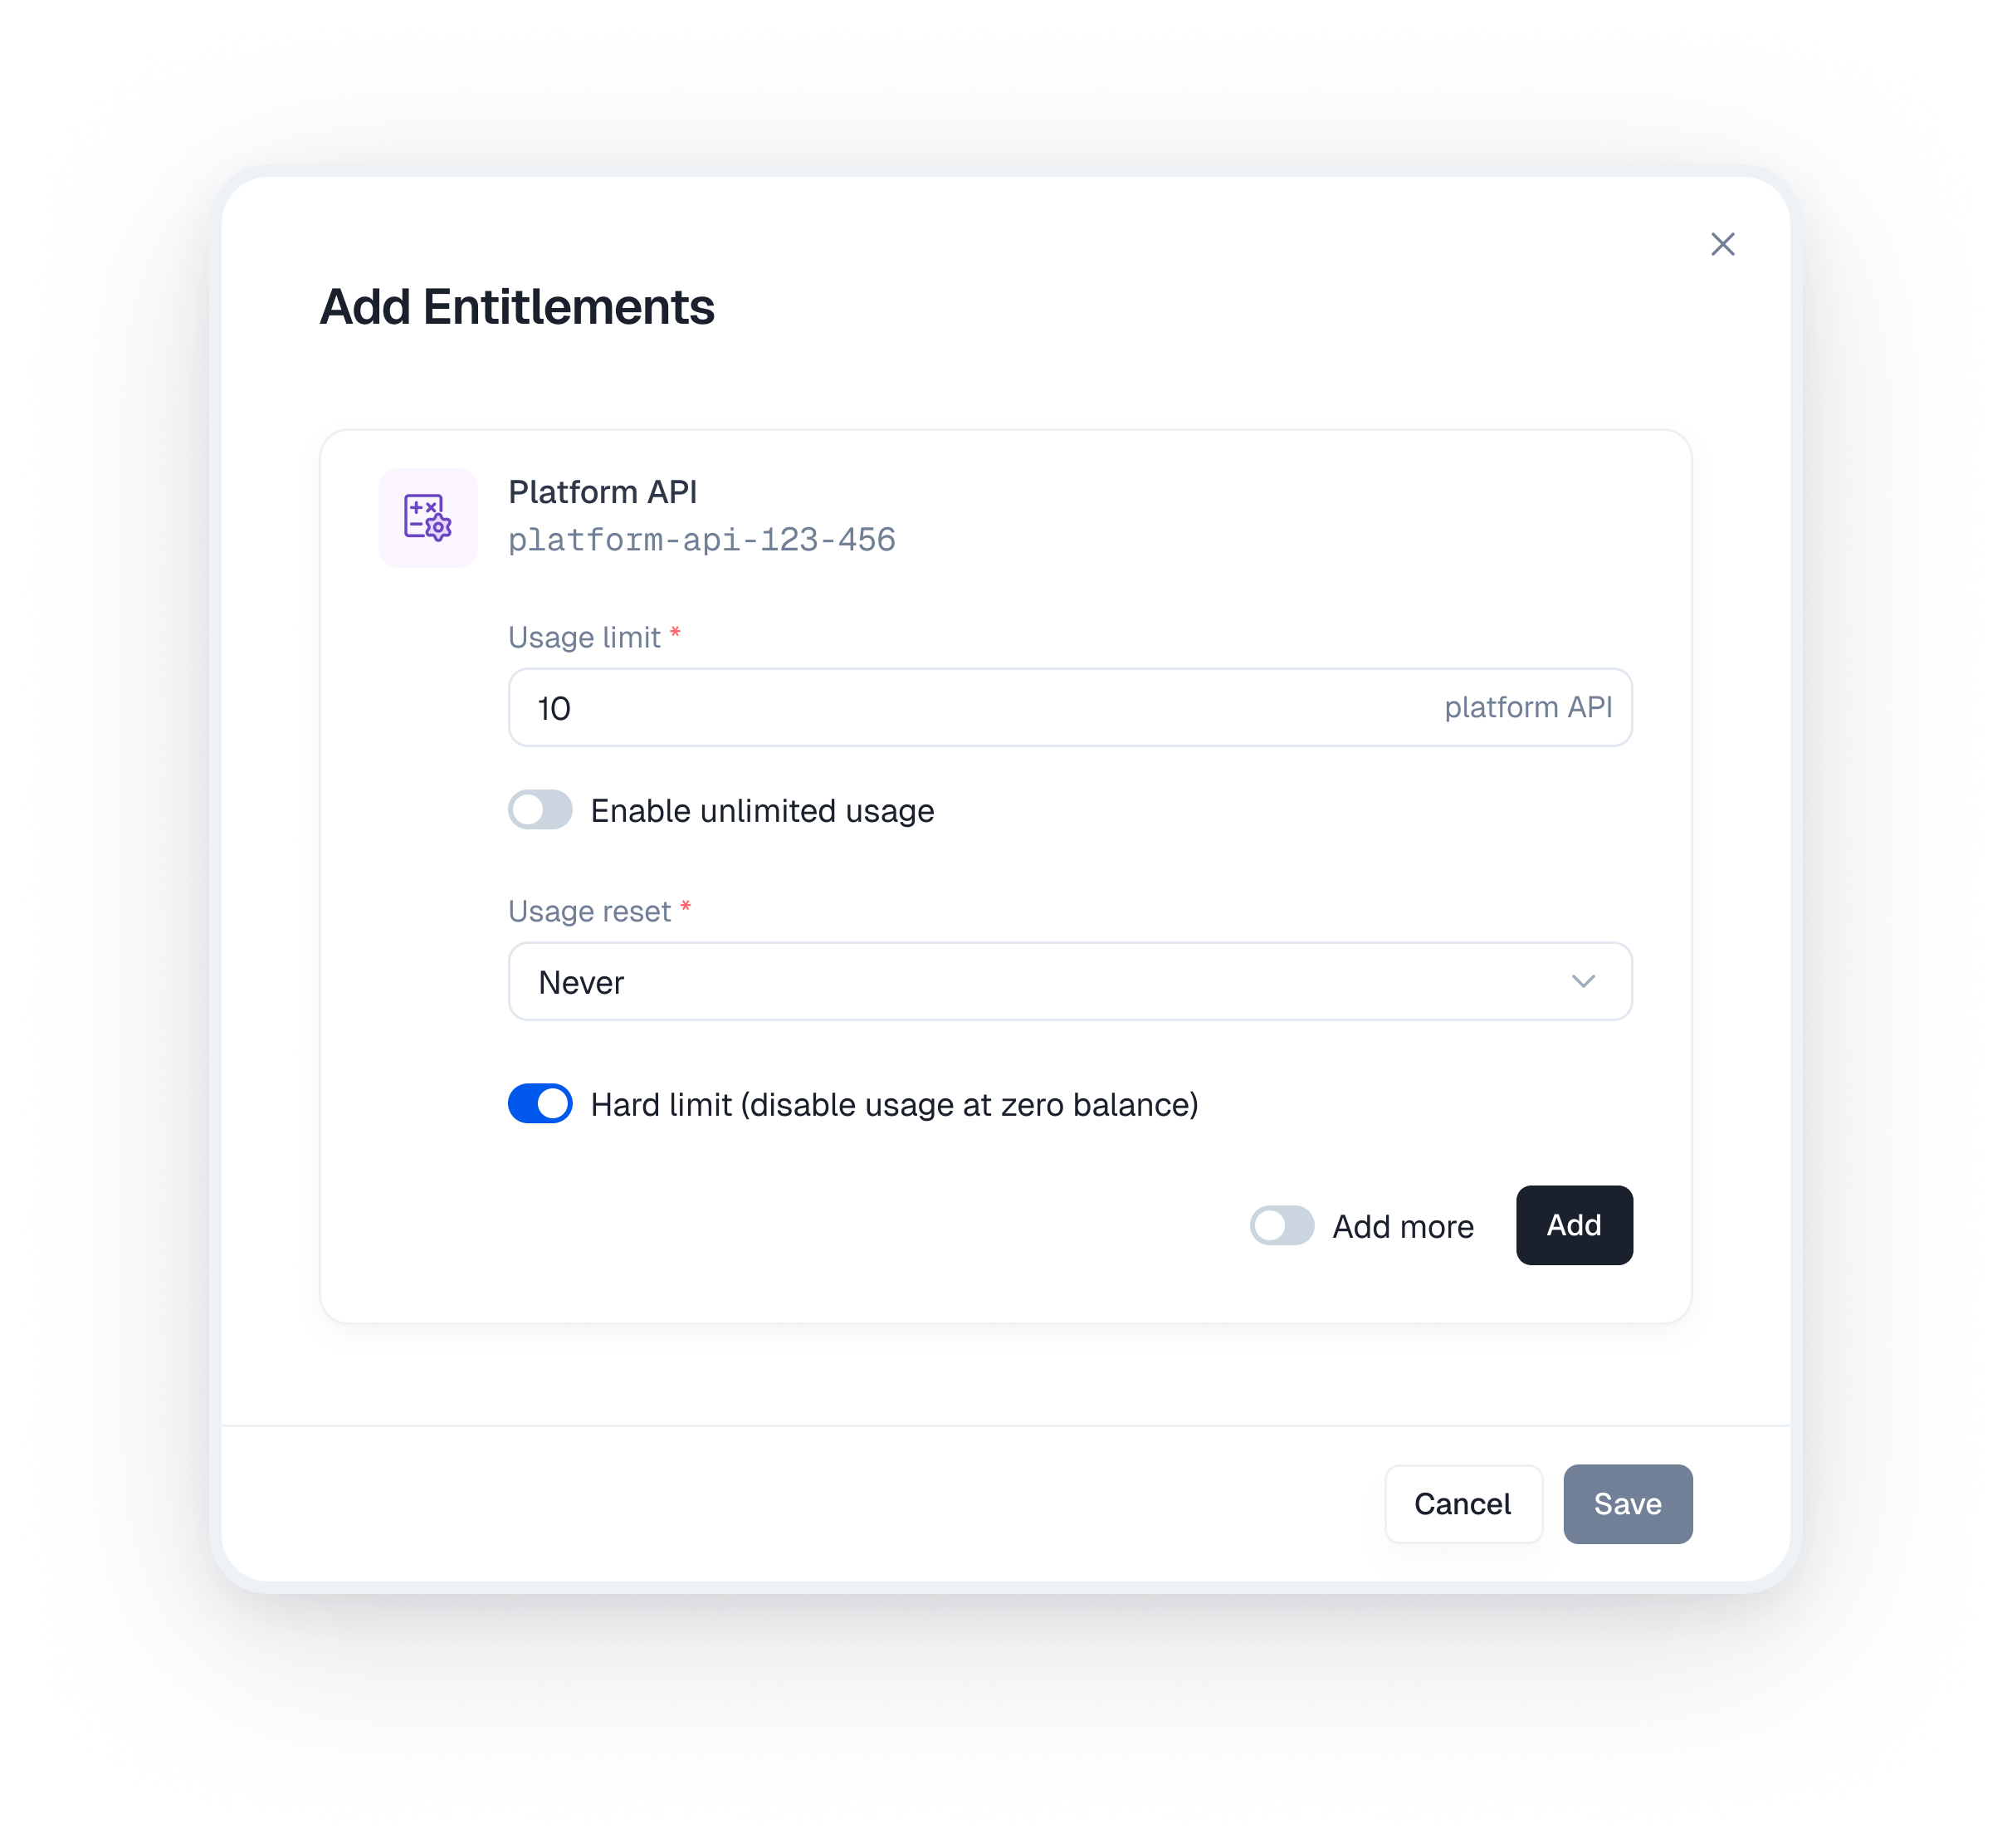 Add Entitlements
Platform API
platform-api-123-456
Usage limit *
10 platform API
Enable unlimited usage
Usage reset *
Never
Hard limit (disable usage at zero balance)
Add more Add
Cancel Save